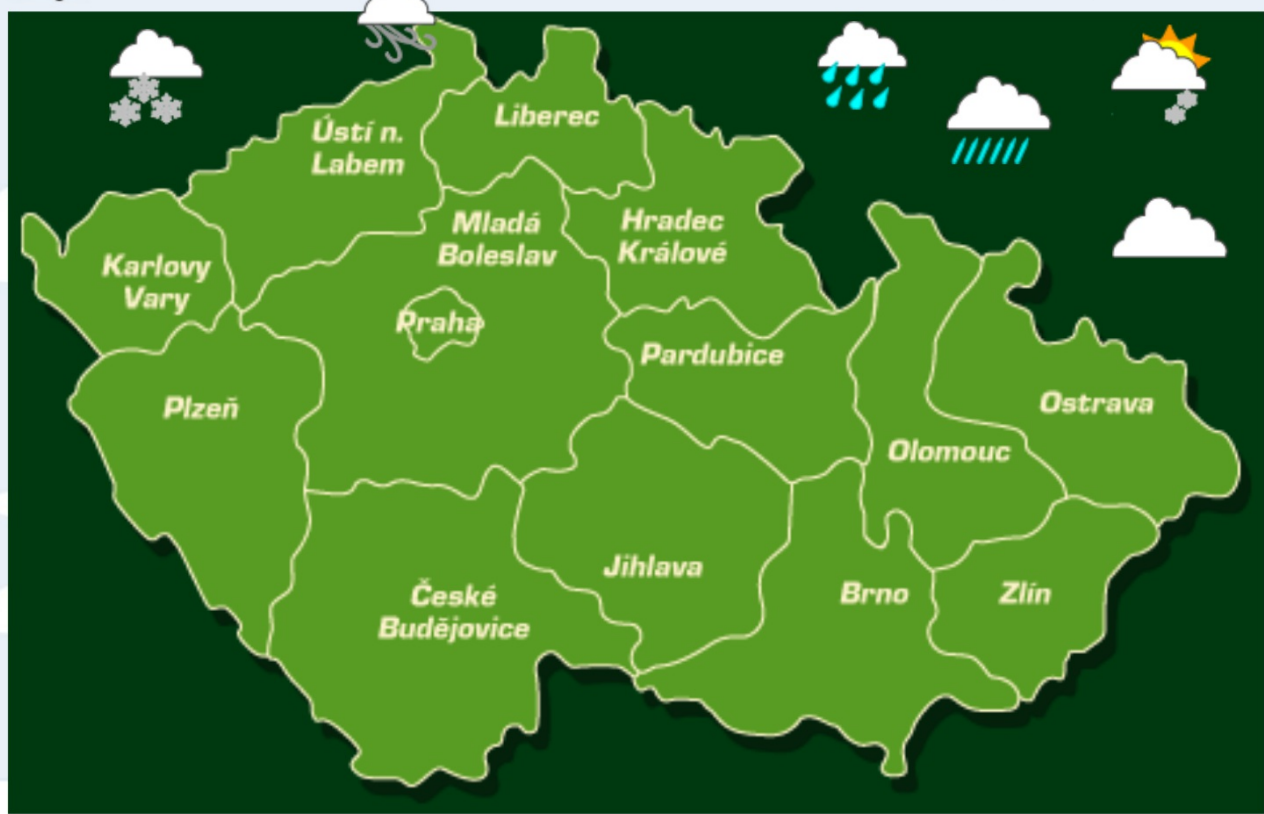 Liberec
Ústí n.
Labem
Mladá
Boleslav
Hradec
Králové
Karlovy
Vary
Praha
Pardubice
Plzeň
Ostrava
Olomouc
Jihlava
Brno
Zlín
České
Budějovice